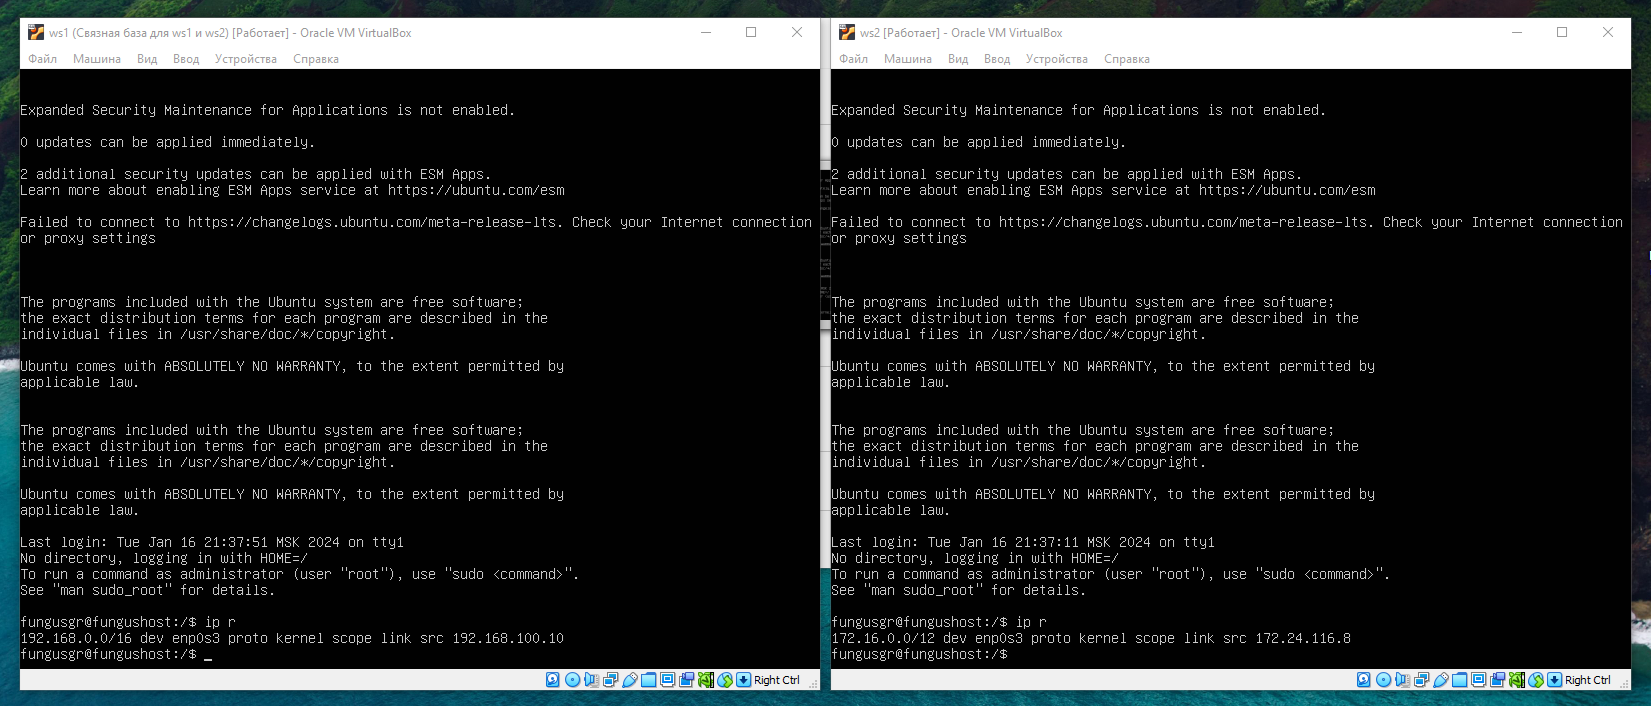 ws1 (Связная база для ws1 и ws2) [Работает] - Oracle VM VirtualBox
Файл Машина Вид Ввод Устройства Справка
Expanded Security Maintenance for Applications is not enabled.
0 updates can be applied immediately.
2 additional security updates can be applied with ESM Apps.
Learn more about enabling ESM Apps service at https://ubuntu.com/esm
Failed to connect to https://changelogs.ubuntu.com/meta-release-lts. Check your Internet connection
or proxy settings
The programs included with the Ubuntu system are free software;
the exact distribution terms for each program are described in the
individual files in /usr/share/doc/*/copyright.
Ubuntu comes with ABSOLUTELY NO WARRANTY, to the extent permitted by
applicable law.
The programs included with the Ubuntu system are free software;
the exact distribution terms for each program are described in the
individual files in /usr/share/doc/*/copyright.
Ubuntu comes with ABSOLUTELY NO WARRANTY, to the extent permitted by
applicable law.
Last login: Tue Jan 16 21:37:51 MSK 2024 on tty1
No directory, logging in with HOME=/
To run a command as administrator (user "root"), use "sudo <command>".
See "man sudo_root" for details.
fungusgr@fungushost:/$ ip r
192.168.0.0/16 dev enp0s3 proto kernel scope link src 192.168.100.10
fungusgr@fungushost:/$ _
Right Ctrl
ws2 [Работает] - Oracle VM VirtualBox
Файл Машина Вид Ввод Устройства Справка
Expanded Security Maintenance for Applications is not enabled.
0 updates can be applied immediately.
2 additional security updates can be applied with ESM Apps.
Learn more about enabling ESM Apps service at https://ubuntu.com/esm
Failed to connect to https://changelogs.ubuntu.com/meta-release-lts. Check your Internet connection
or proxy settings
The programs included with the Ubuntu system are free software;
the exact distribution terms for each program are described in the
individual files in /usr/share/doc/*/copyright.
Ubuntu comes with ABSOLUTELY NO WARRANTY, to the extent permitted by
applicable law.
The programs included with the Ubuntu system are free software;
the exact distribution terms for each program are described in the
individual files in /usr/share/doc/*/copyright.
Ubuntu comes with ABSOLUTELY NO WARRANTY, to the extent permitted by
applicable law.
Last login: Tue Jan 16 21:37:11 MSK 2024 on tty1
No directory, logging in with HOME=/
To run a command as administrator (user "root"), use "sudo <command>".
See "man sudo_root" for details.
fungusgr@fungushost:/$ ip r
172.16.0.0/12 dev enp0s3 proto kernel scope link src 172.24.116.8
fungusgr@fungushost:/$
Right Ctrl